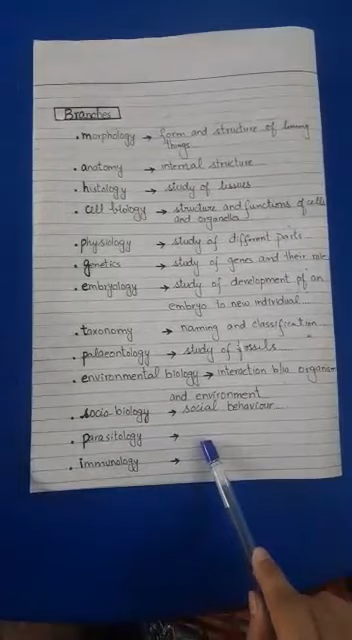 Branches
• morphology → form and structure of living
things
• anatomy → internal structure
• histology → study of tissues
• cell biology → structure and functions of cells
and organelles
• physiology → study of different parts
• genetics → study of genes and their role
• embryology → study of development of an
embryo to new individual
• taxonomy → naming and classification
• palaeontology → study of fossils
• environmental biology → interaction b/w organism
and environment
• socio-biology → social behaviour
• parasitology →
• immunology →